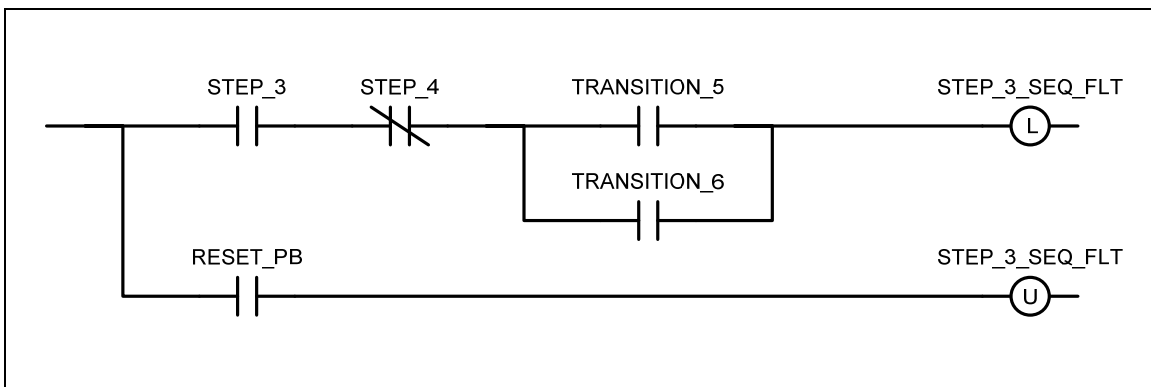 STEP_3 STEP_4 TRANSITION_5 STEP_3_SEQ_FLT
L
TRANSITION_6
RESET_PB STEP_3_SEQ_FLT
U